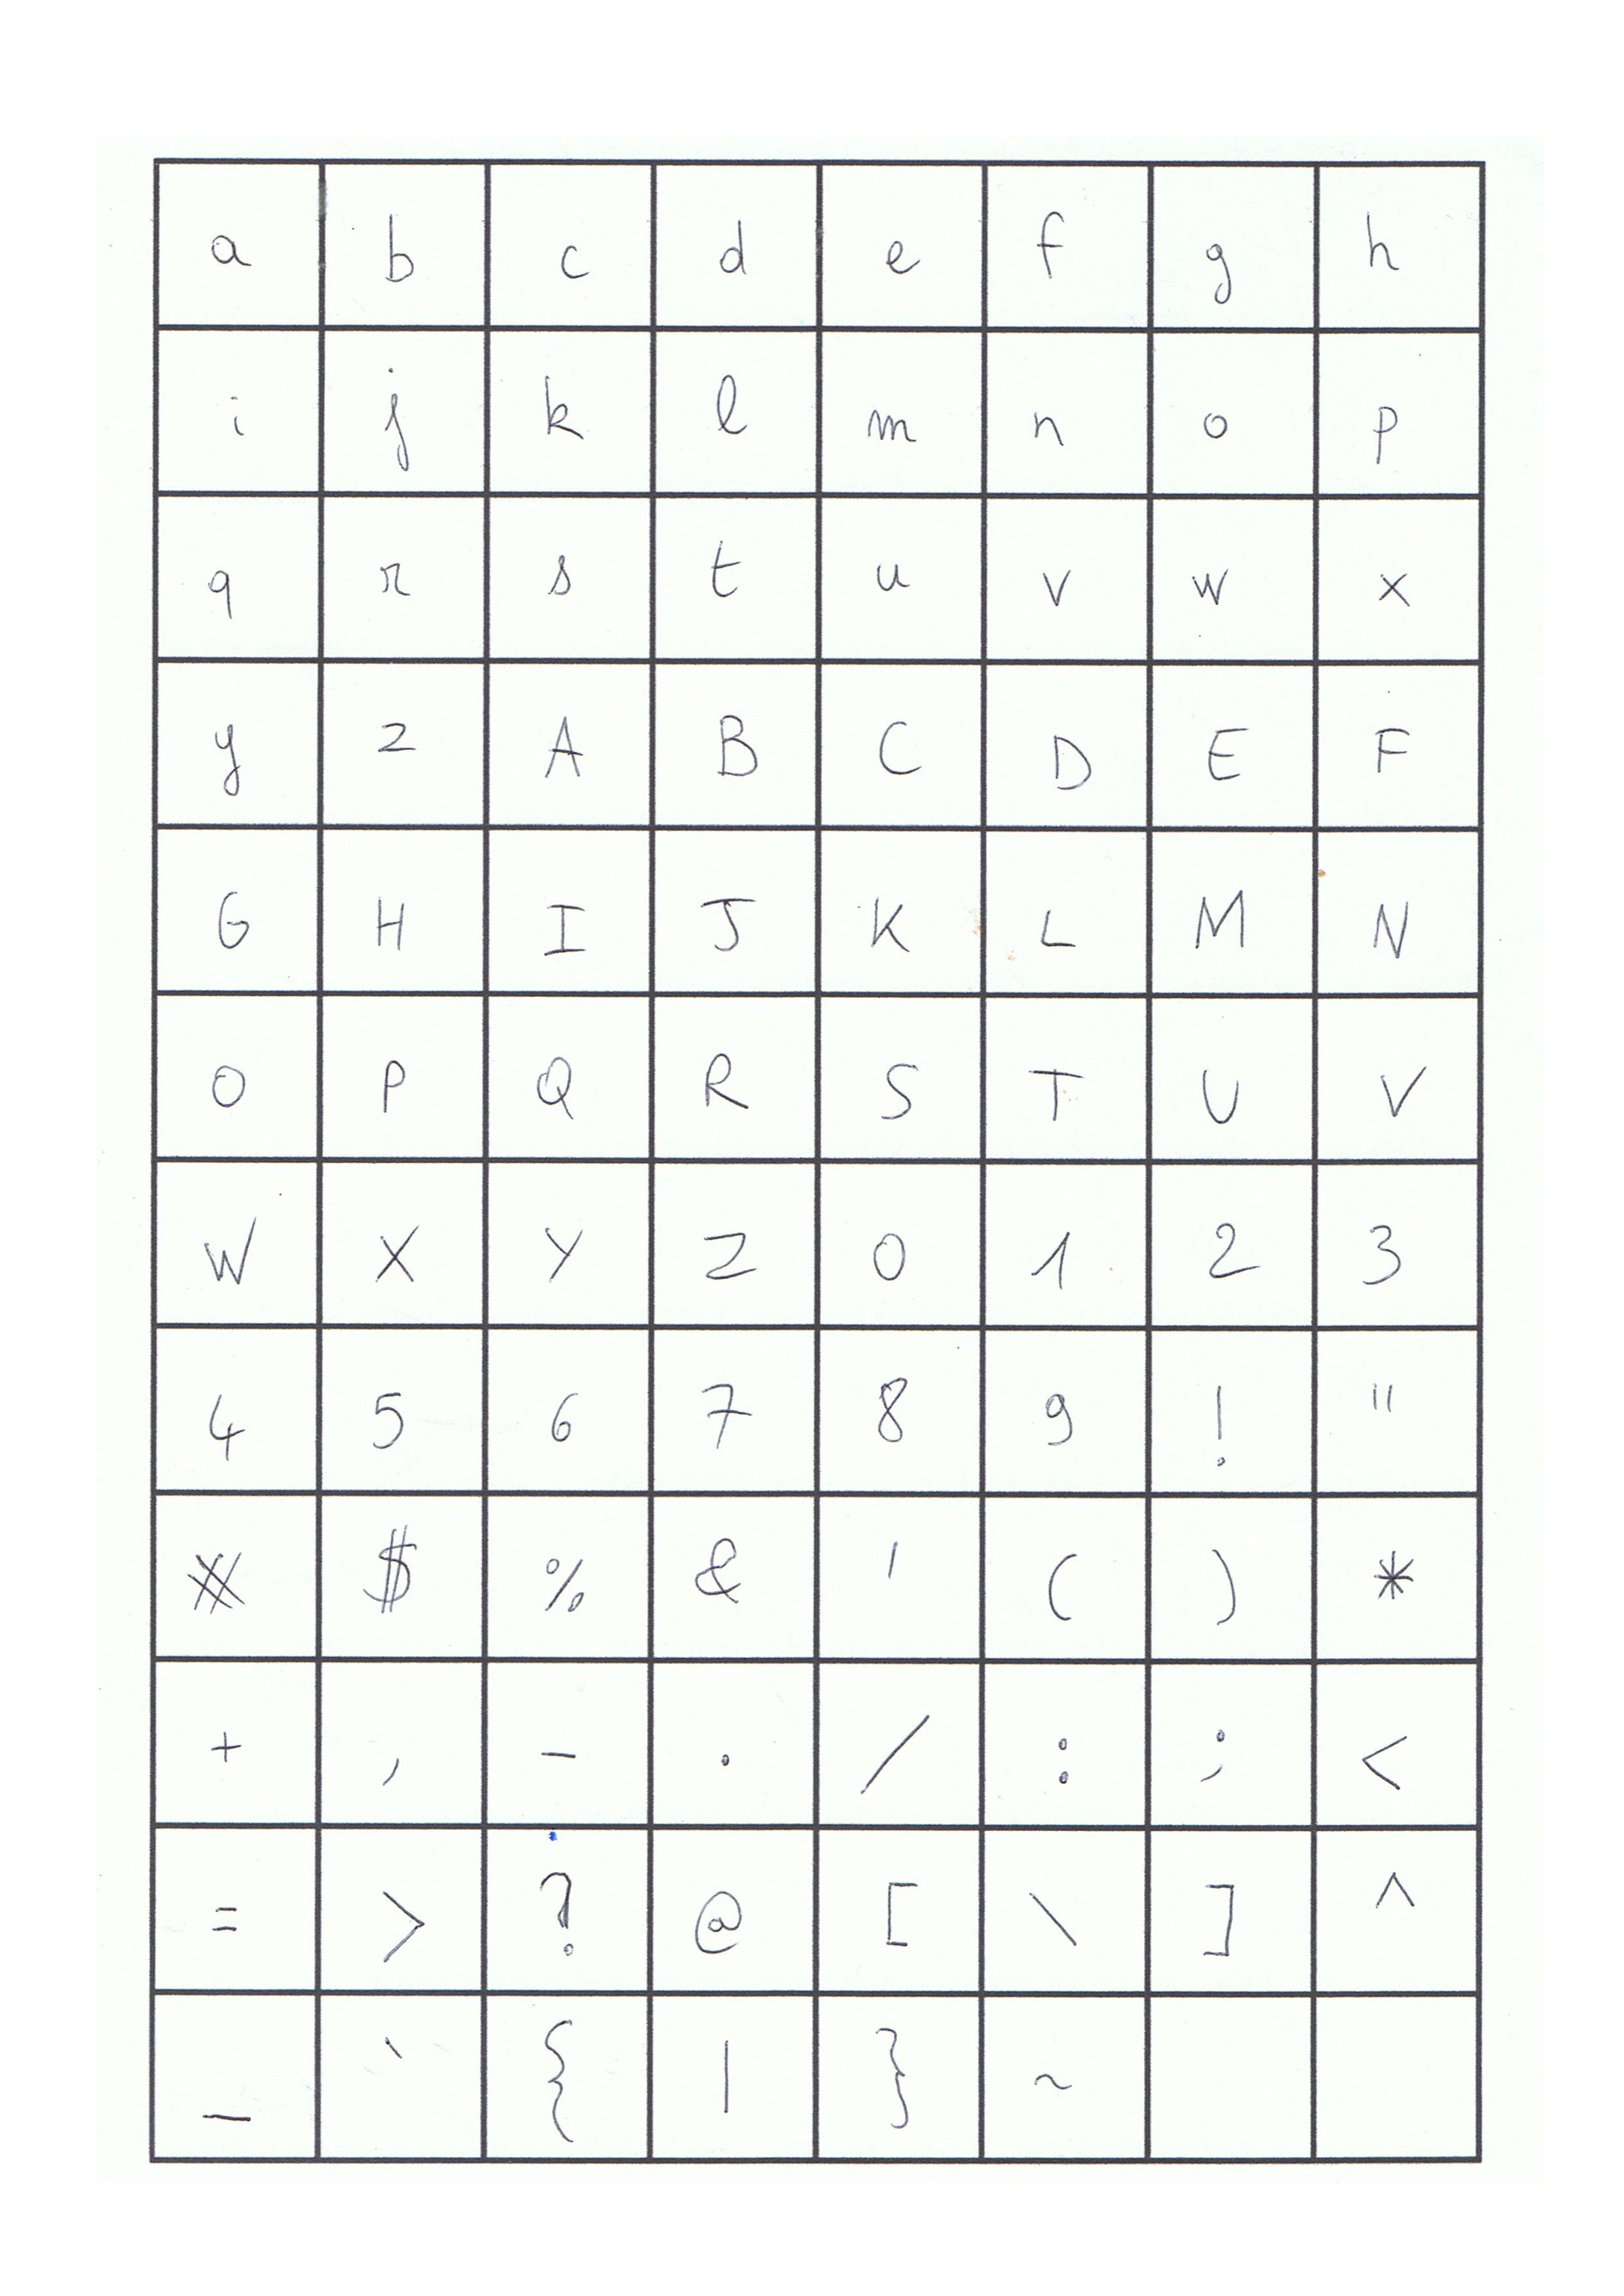 a b c d e f g h
i j k l m n o p
q r s t u v w x
y z A B C D E F
G H I J K L M N
O P Q R S T U V
W X Y Z 0 1 2 3
4 5 6 7 8 9 ! "
# $ % & ' ( ) *
+ , - . / : ; <
= > ? @ [ \ ] ^
_ ` { | } ~